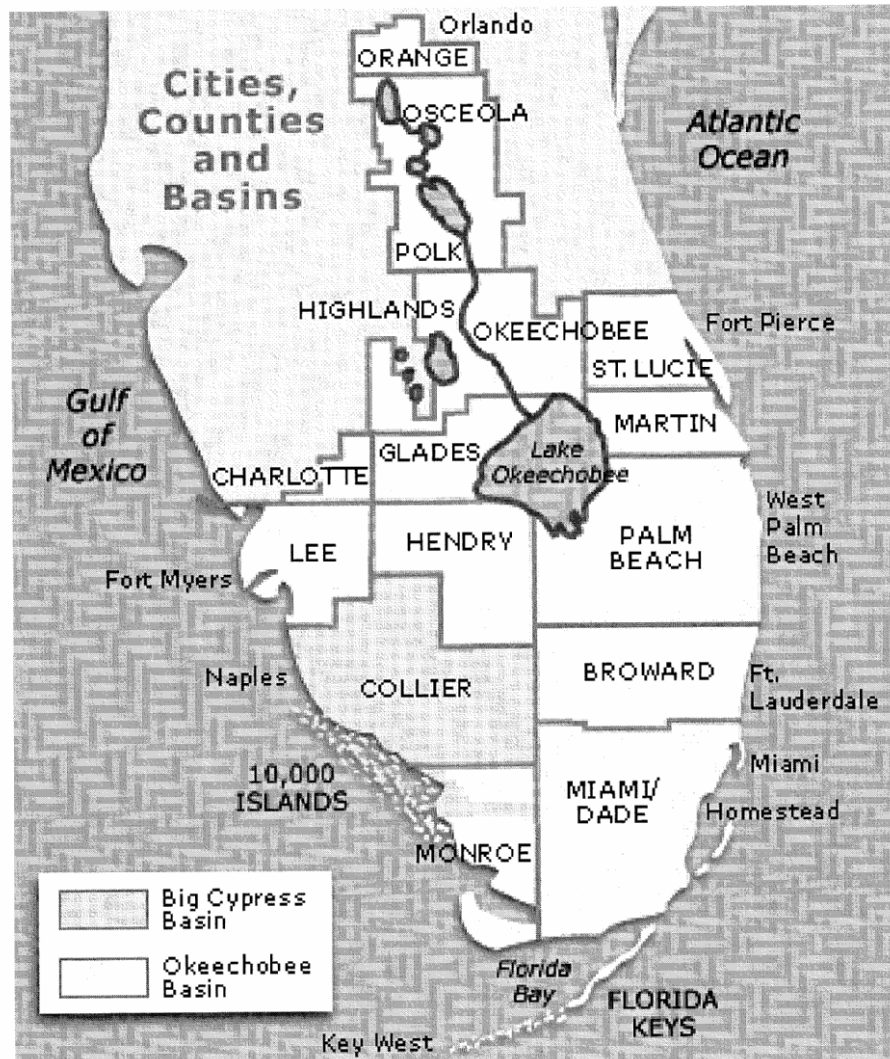 Orlando
ORANGE
Cities,
Counties
and
Basins
OSCEOLA
Atlantic
Ocean
POLK
HIGHLANDS
OKEECHOBEE
Fort Pierce
ST. LUCIE
Gulf
of
Mexico
MARTIN
GLADES
Lake
Okeechobee
CHARLOTTE
West
Palm
Beach
PALM
BEACH
LEE
HENDRY
Fort Myers
Naples
COLLIER
BROWARD
Ft.
Lauderdale
10,000
ISLANDS
Miami
MIAMI/
DADE
Homestead
MONROE
Big Cypress
Basin
Okeechobee
Basin
Florida
Bay
FLORIDA
KEYS
Key West